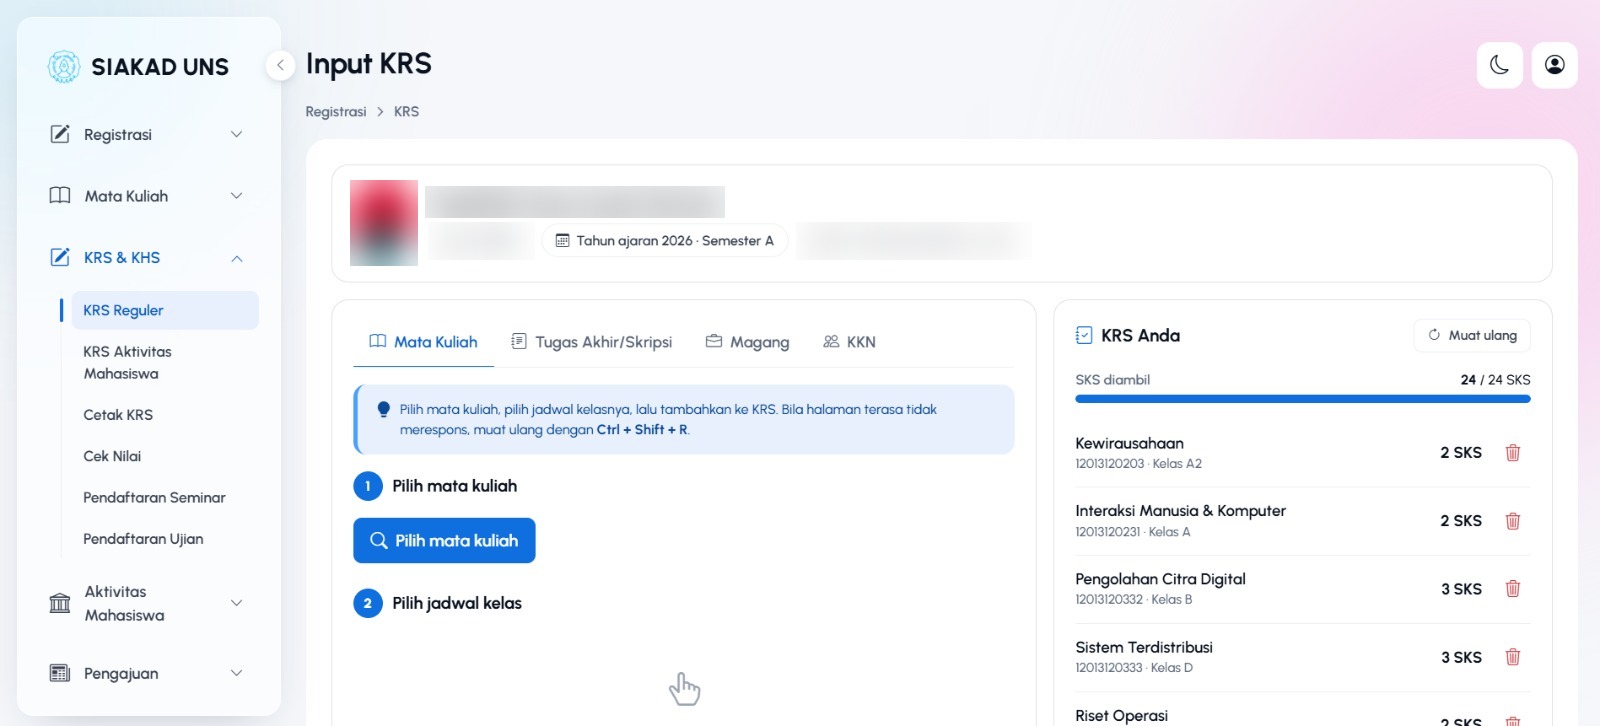 SIAKAD UNS
Registrasi
Mata Kuliah
KRS & KHS
KRS Reguler
KRS Aktivitas
Mahasiswa
Cetak KRS
Cek Nilai
Pendaftaran Seminar
Pendaftaran Ujian
Aktivitas
Mahasiswa
Pengajuan
Input KRS
Registrasi > KRS
Tahun ajaran 2026 · Semester A
Mata Kuliah
Tugas Akhir/Skripsi
Magang
KKN
Pilih mata kuliah, pilih jadwal kelasnya, lalu tambahkan ke KRS. Bila halaman terasa tidak
merespons, muat ulang dengan Ctrl + Shift + R.
1 Pilih mata kuliah
Pilih mata kuliah
2 Pilih jadwal kelas
KRS Anda
Muat ulang
SKS diambil 24 / 24 SKS
Kewirausahaan
12013120203 · Kelas A2
2 SKS
Interaksi Manusia & Komputer
12013120231 · Kelas A
2 SKS
Pengolahan Citra Digital
12013120332 · Kelas B
3 SKS
Sistem Terdistribusi
12013120333 · Kelas D
3 SKS
Riset Operasi
2 SKS